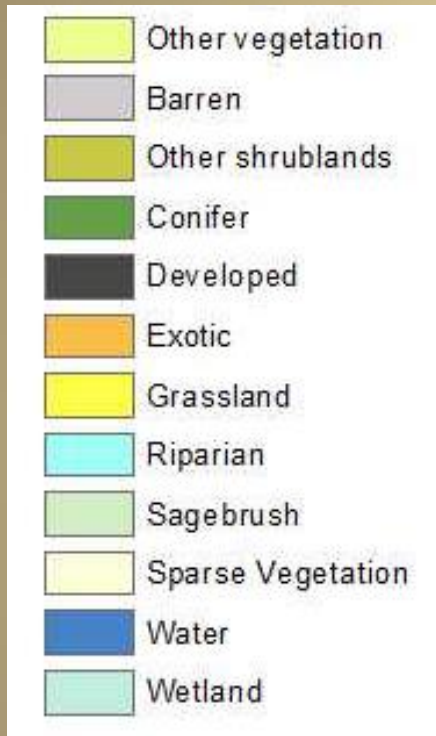 Other vegetation
Barren
Other shrublands
Conifer
Developed
Exotic
Grassland
Riparian
Sagebrush
Sparse Vegetation
Water
Wetland